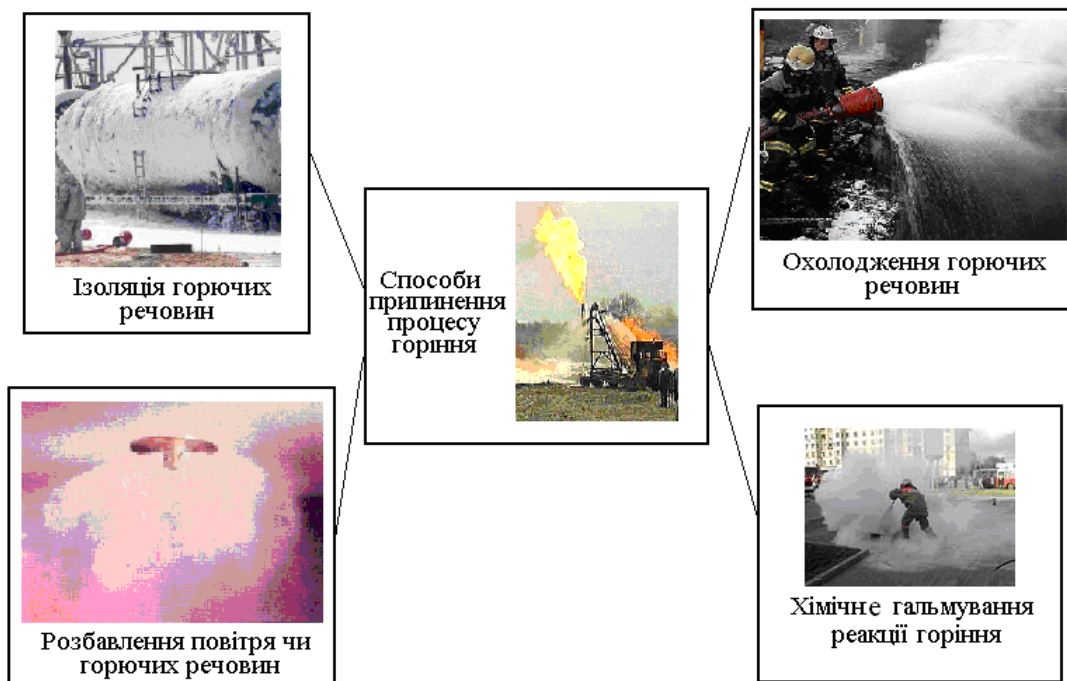 Ізоляція горючих
речовин
Охолодження горючих
речовин
Способи
припинення
процесу
горіння
Розбавлення повітря чи
горючих речовин
Хімічне гальмування
реакції горіння